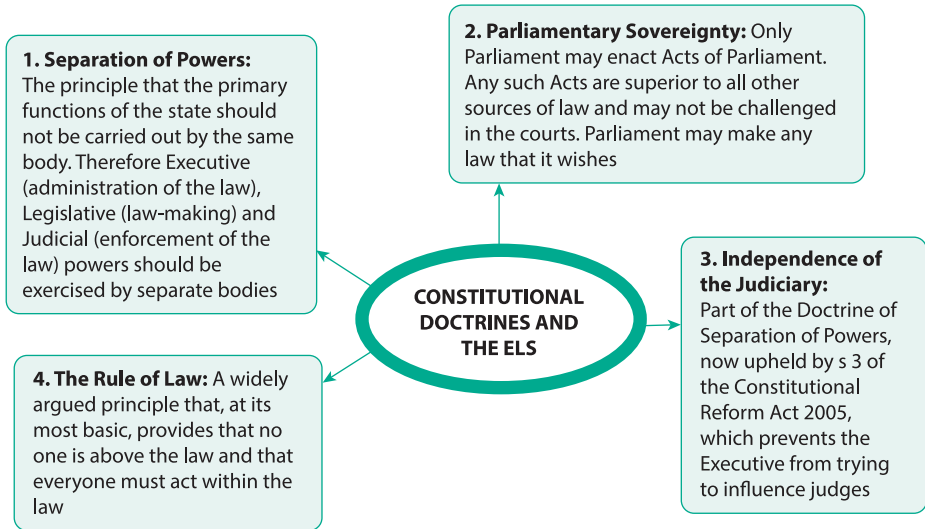 1. Separation of Powers:
The principle that the primary
functions of the state should
not be carried out by the same
body. Therefore Executive
(administration of the law),
Legislative (law-making) and
Judicial (enforcement of the
law) powers should be
exercised by separate bodies
2. Parliamentary Sovereignty: Only
Parliament may enact Acts of Parliament.
Any such Acts are superior to all other
sources of law and may not be challenged
in the courts. Parliament may make any
law that it wishes
CONSTITUTIONAL
DOCTRINES AND
THE ELS
3. Independence of
the Judiciary:
Part of the Doctrine of
Separation of Powers,
now upheld by s 3 of
the Constitutional
Reform Act 2005,
which prevents the
Executive from trying
to influence judges
4. The Rule of Law: A widely
argued principle that, at its
most basic, provides that no
one is above the law and that
everyone must act within the
law